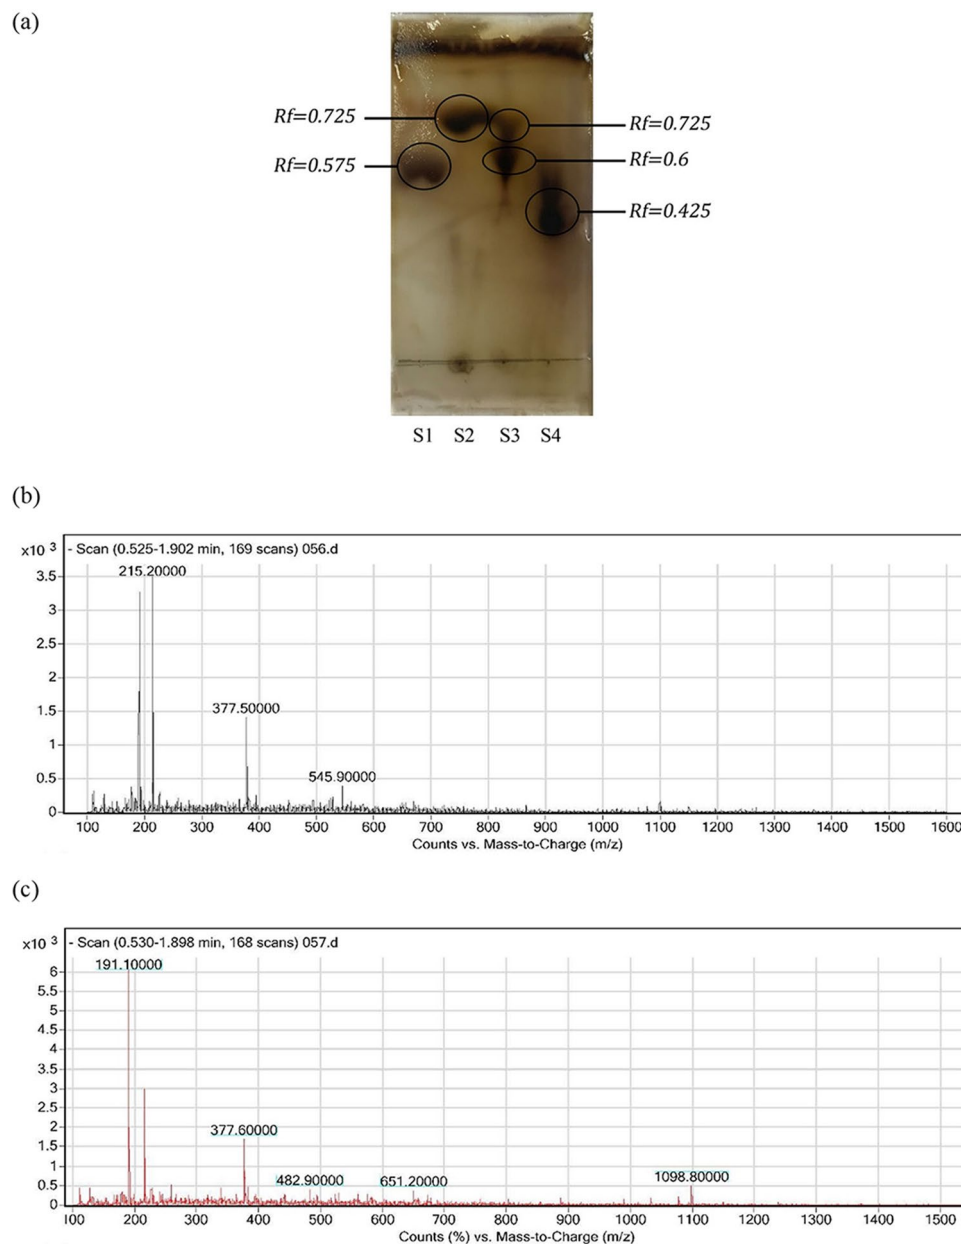 (a)
Rf=0.725
Rf=0.725
Rf=0.6
Rf=0.575
Rf=0.425
S1 S2 S3 S4
(b)
x10 3
- Scan (0.525-1.902 min, 169 scans) 056.d
215.20000
3.5
3
2.5
2
1.5
377.50000
1
545.90000
0.5
0
100 200 300 400 500 600 700 800 900 1000 1100 1200 1300 1400 1500 1600
Counts vs. Mass-to-Charge (m/z)
(c)
x10 3
- Scan (0.530-1.898 min, 168 scans) 057.d
191.10000
6
5.5
5
4.5
4
3.5
3
2.5
2
377.60000
1.5
1
482.90000 651.20000 1098.80000
0.5
0
100 200 300 400 500 600 700 800 900 1000 1100 1200 1300 1400 1500
Counts (%) vs. Mass-to-Charge (m/z)